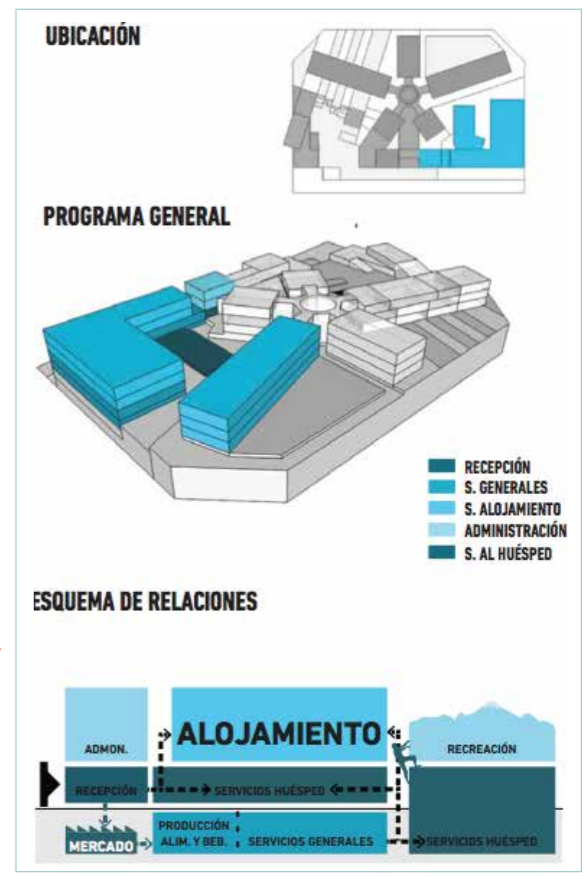 UBICACIÓN
PROGRAMA GENERAL
RECEPCIÓN
S. GENERALES
S. ALOJAMIENTO
ADMINISTRACIÓN
S. AL HUÉSPED
ESQUEMA DE RELACIONES
ALOJAMIENTO
ADMON.
RECREACIÓN
RECEPCIÓN
SERVICIOS HUÉSPED
PRODUCCIÓN
MERCADO
ALIM. Y BEB.
SERVICIOS GENERALES
SERVICIOS HUÉSPED